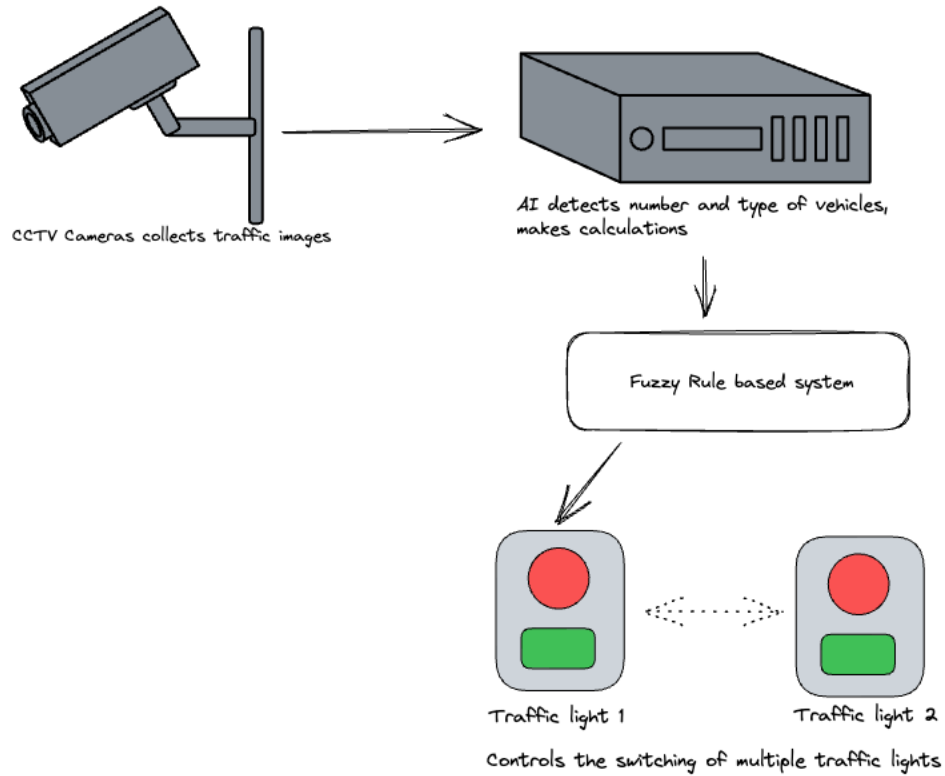 CCTV Cameras collects traffic images
AI detects number and type of vehicles,
makes calculations
Fuzzy Rule based system
Traffic light 1
Traffic light 2
Controls the switching of multiple traffic lights